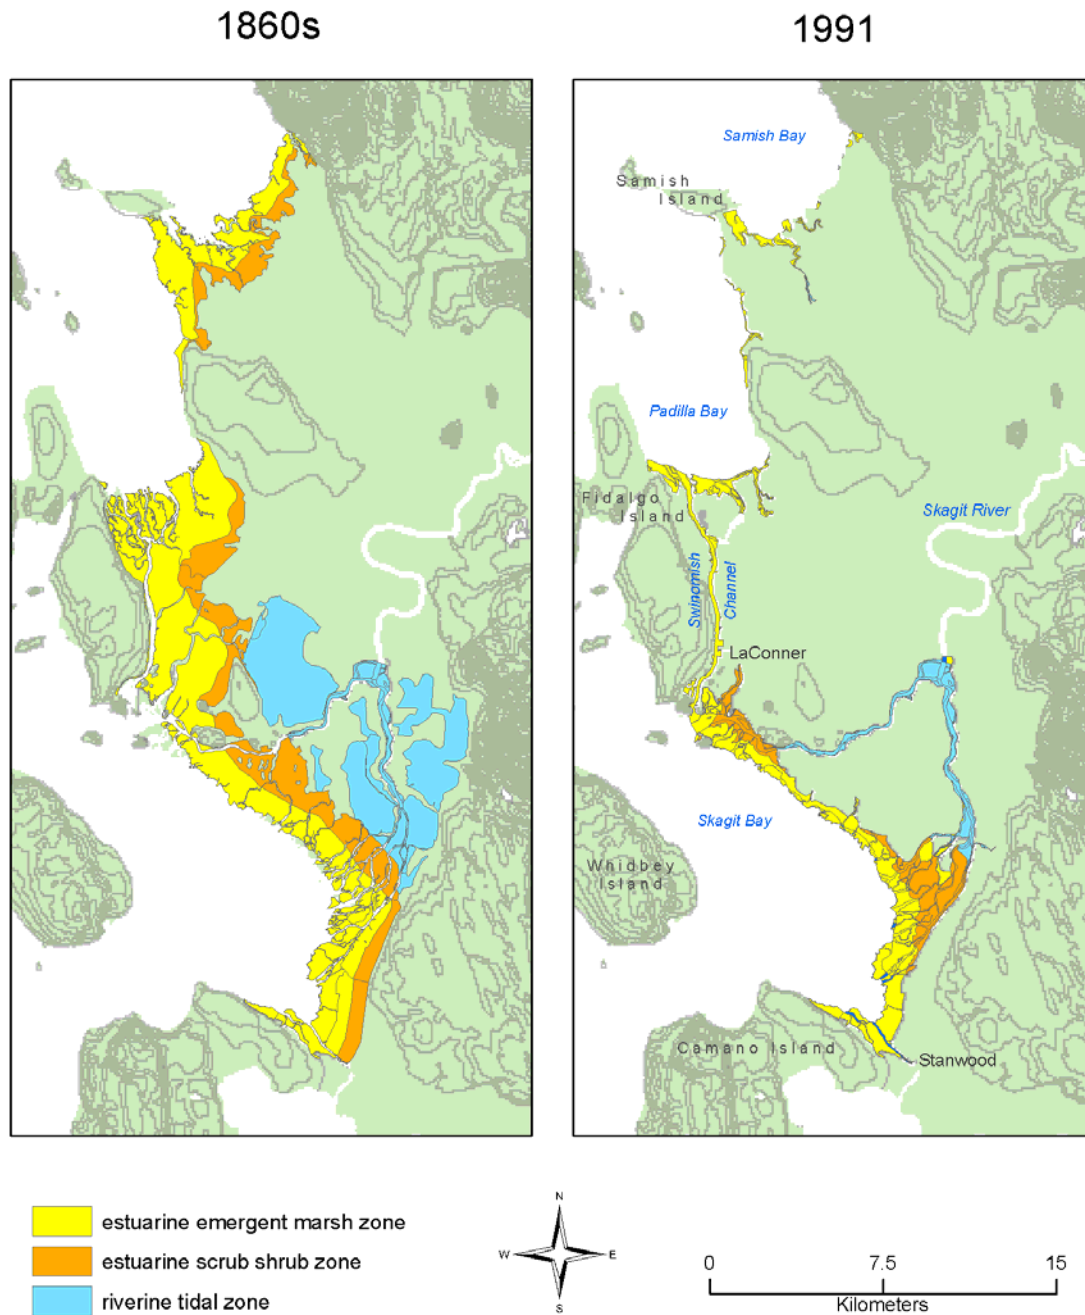 1860s
1991
Samish Bay
Samish
Island
Padilla Bay
Fidalgo
Island
Skagit River
Swinomish
Channel
LaConner
Skagit Bay
Whidbey
Island
Camano Island
Stanwood
estuarine emergent marsh zone
estuarine scrub shrub zone
riverine tidal zone
N
W
E
S
0
7.5
15
Kilometers